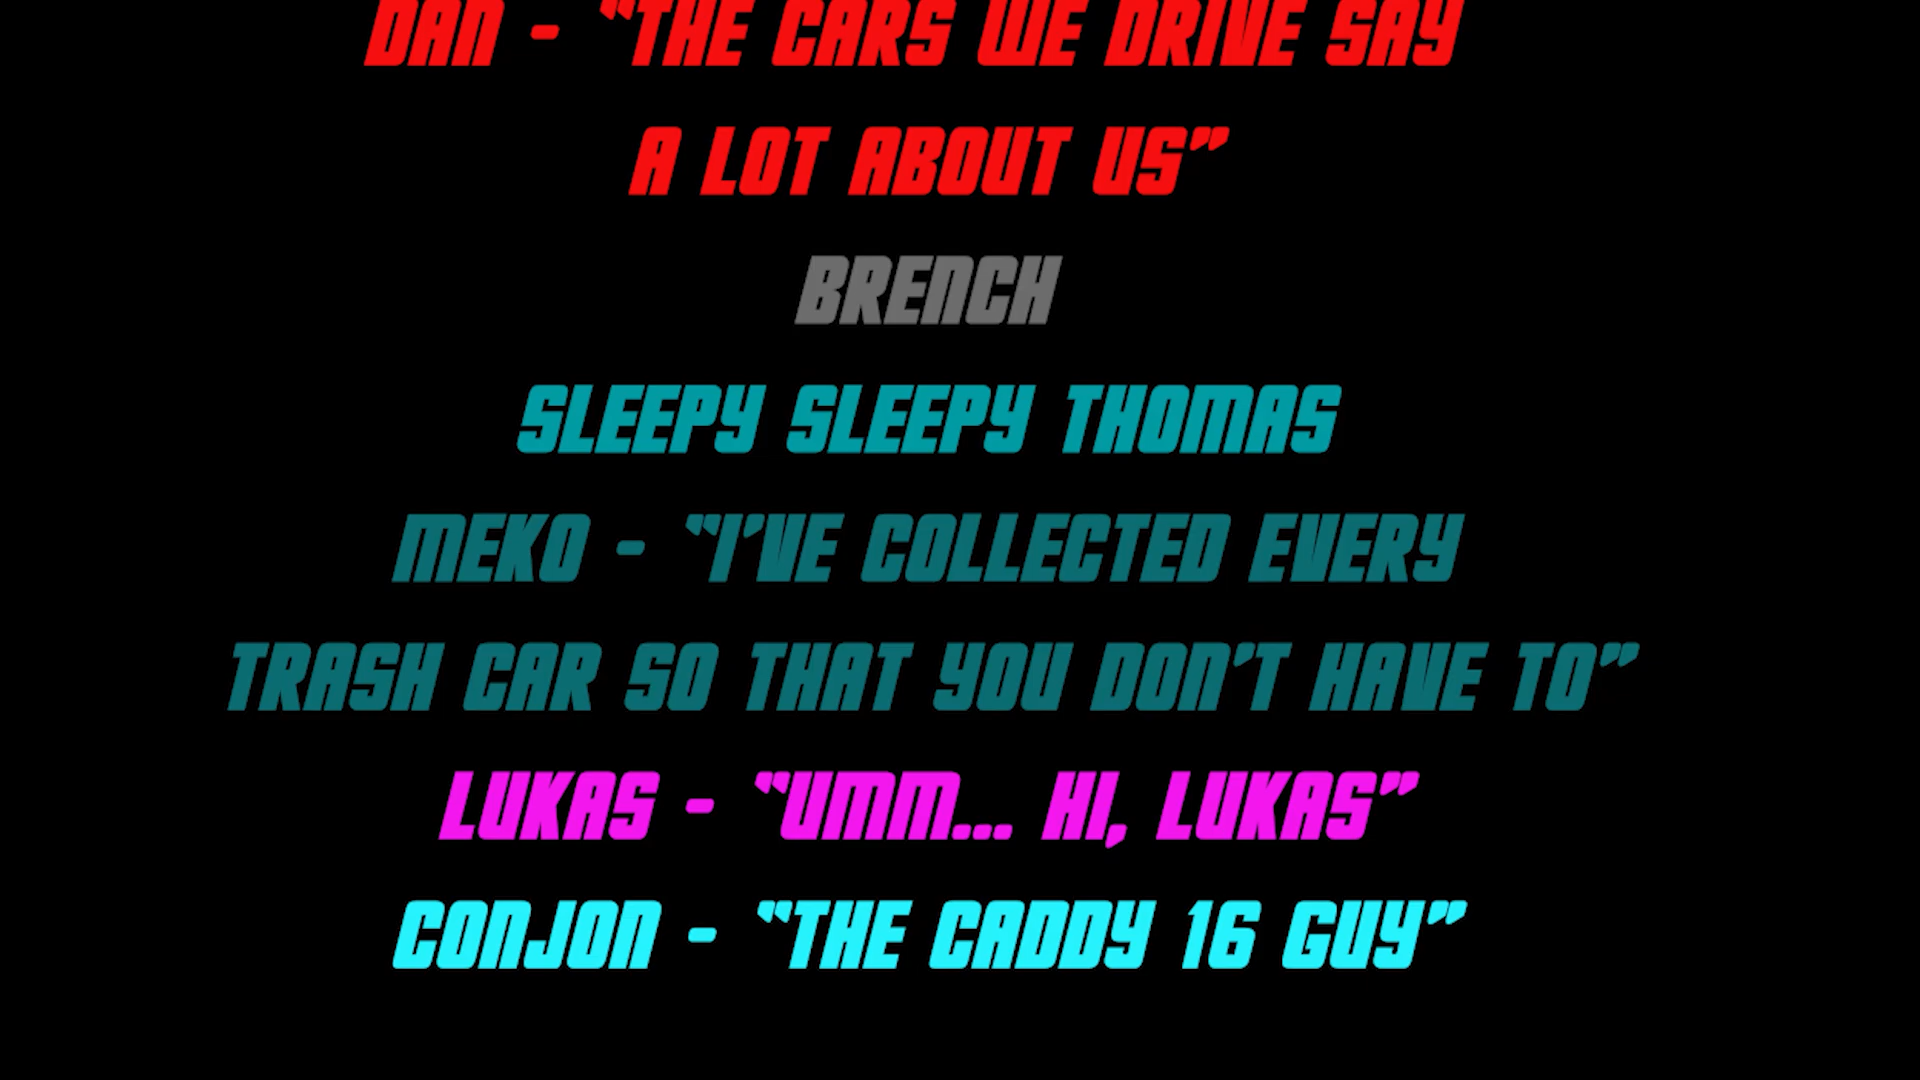 DAN - “THE CARS WE DRIVE SAY
A LOT ABOUT US”
BRENCH
SLEEPY SLEEPY THOMAS
MEKO - “I’VE COLLECTED EVERY
TRASH CAR SO THAT YOU DON’T HAVE TO”
LUKAS - “UMM... HI, LUKAS”
CONJON - “THE CADDY 16 GUY”